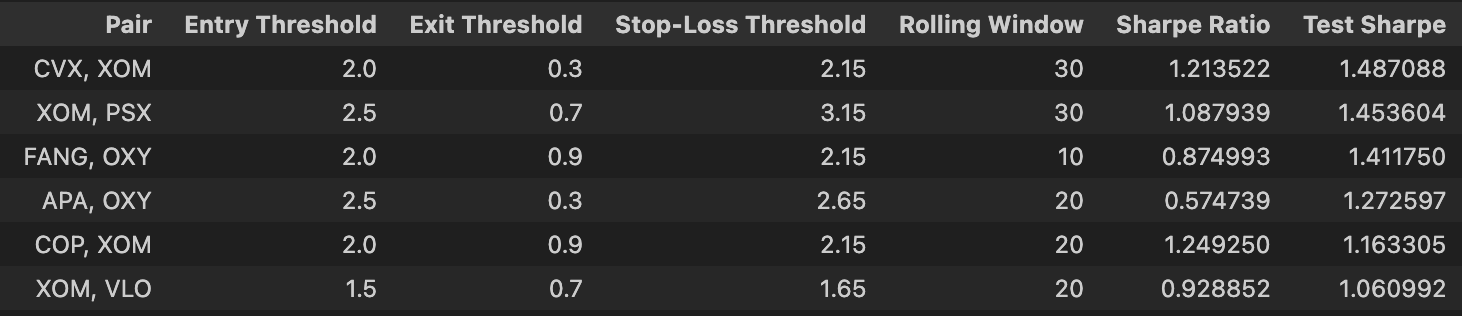 Pair Entry Threshold Exit Threshold Stop-Loss Threshold Rolling Window Sharpe Ratio Test Sharpe
CVX, XOM 2.0 0.3 2.15 30 1.213522 1.487088
XOM, PSX 2.5 0.7 3.15 30 1.087939 1.453604
FANG, OXY 2.0 0.9 2.15 10 0.874993 1.411750
APA, OXY 2.5 0.3 2.65 20 0.574739 1.272597
COP, XOM 2.0 0.9 2.15 20 1.249250 1.163305
XOM, VLO 1.5 0.7 1.65 20 0.928852 1.060992